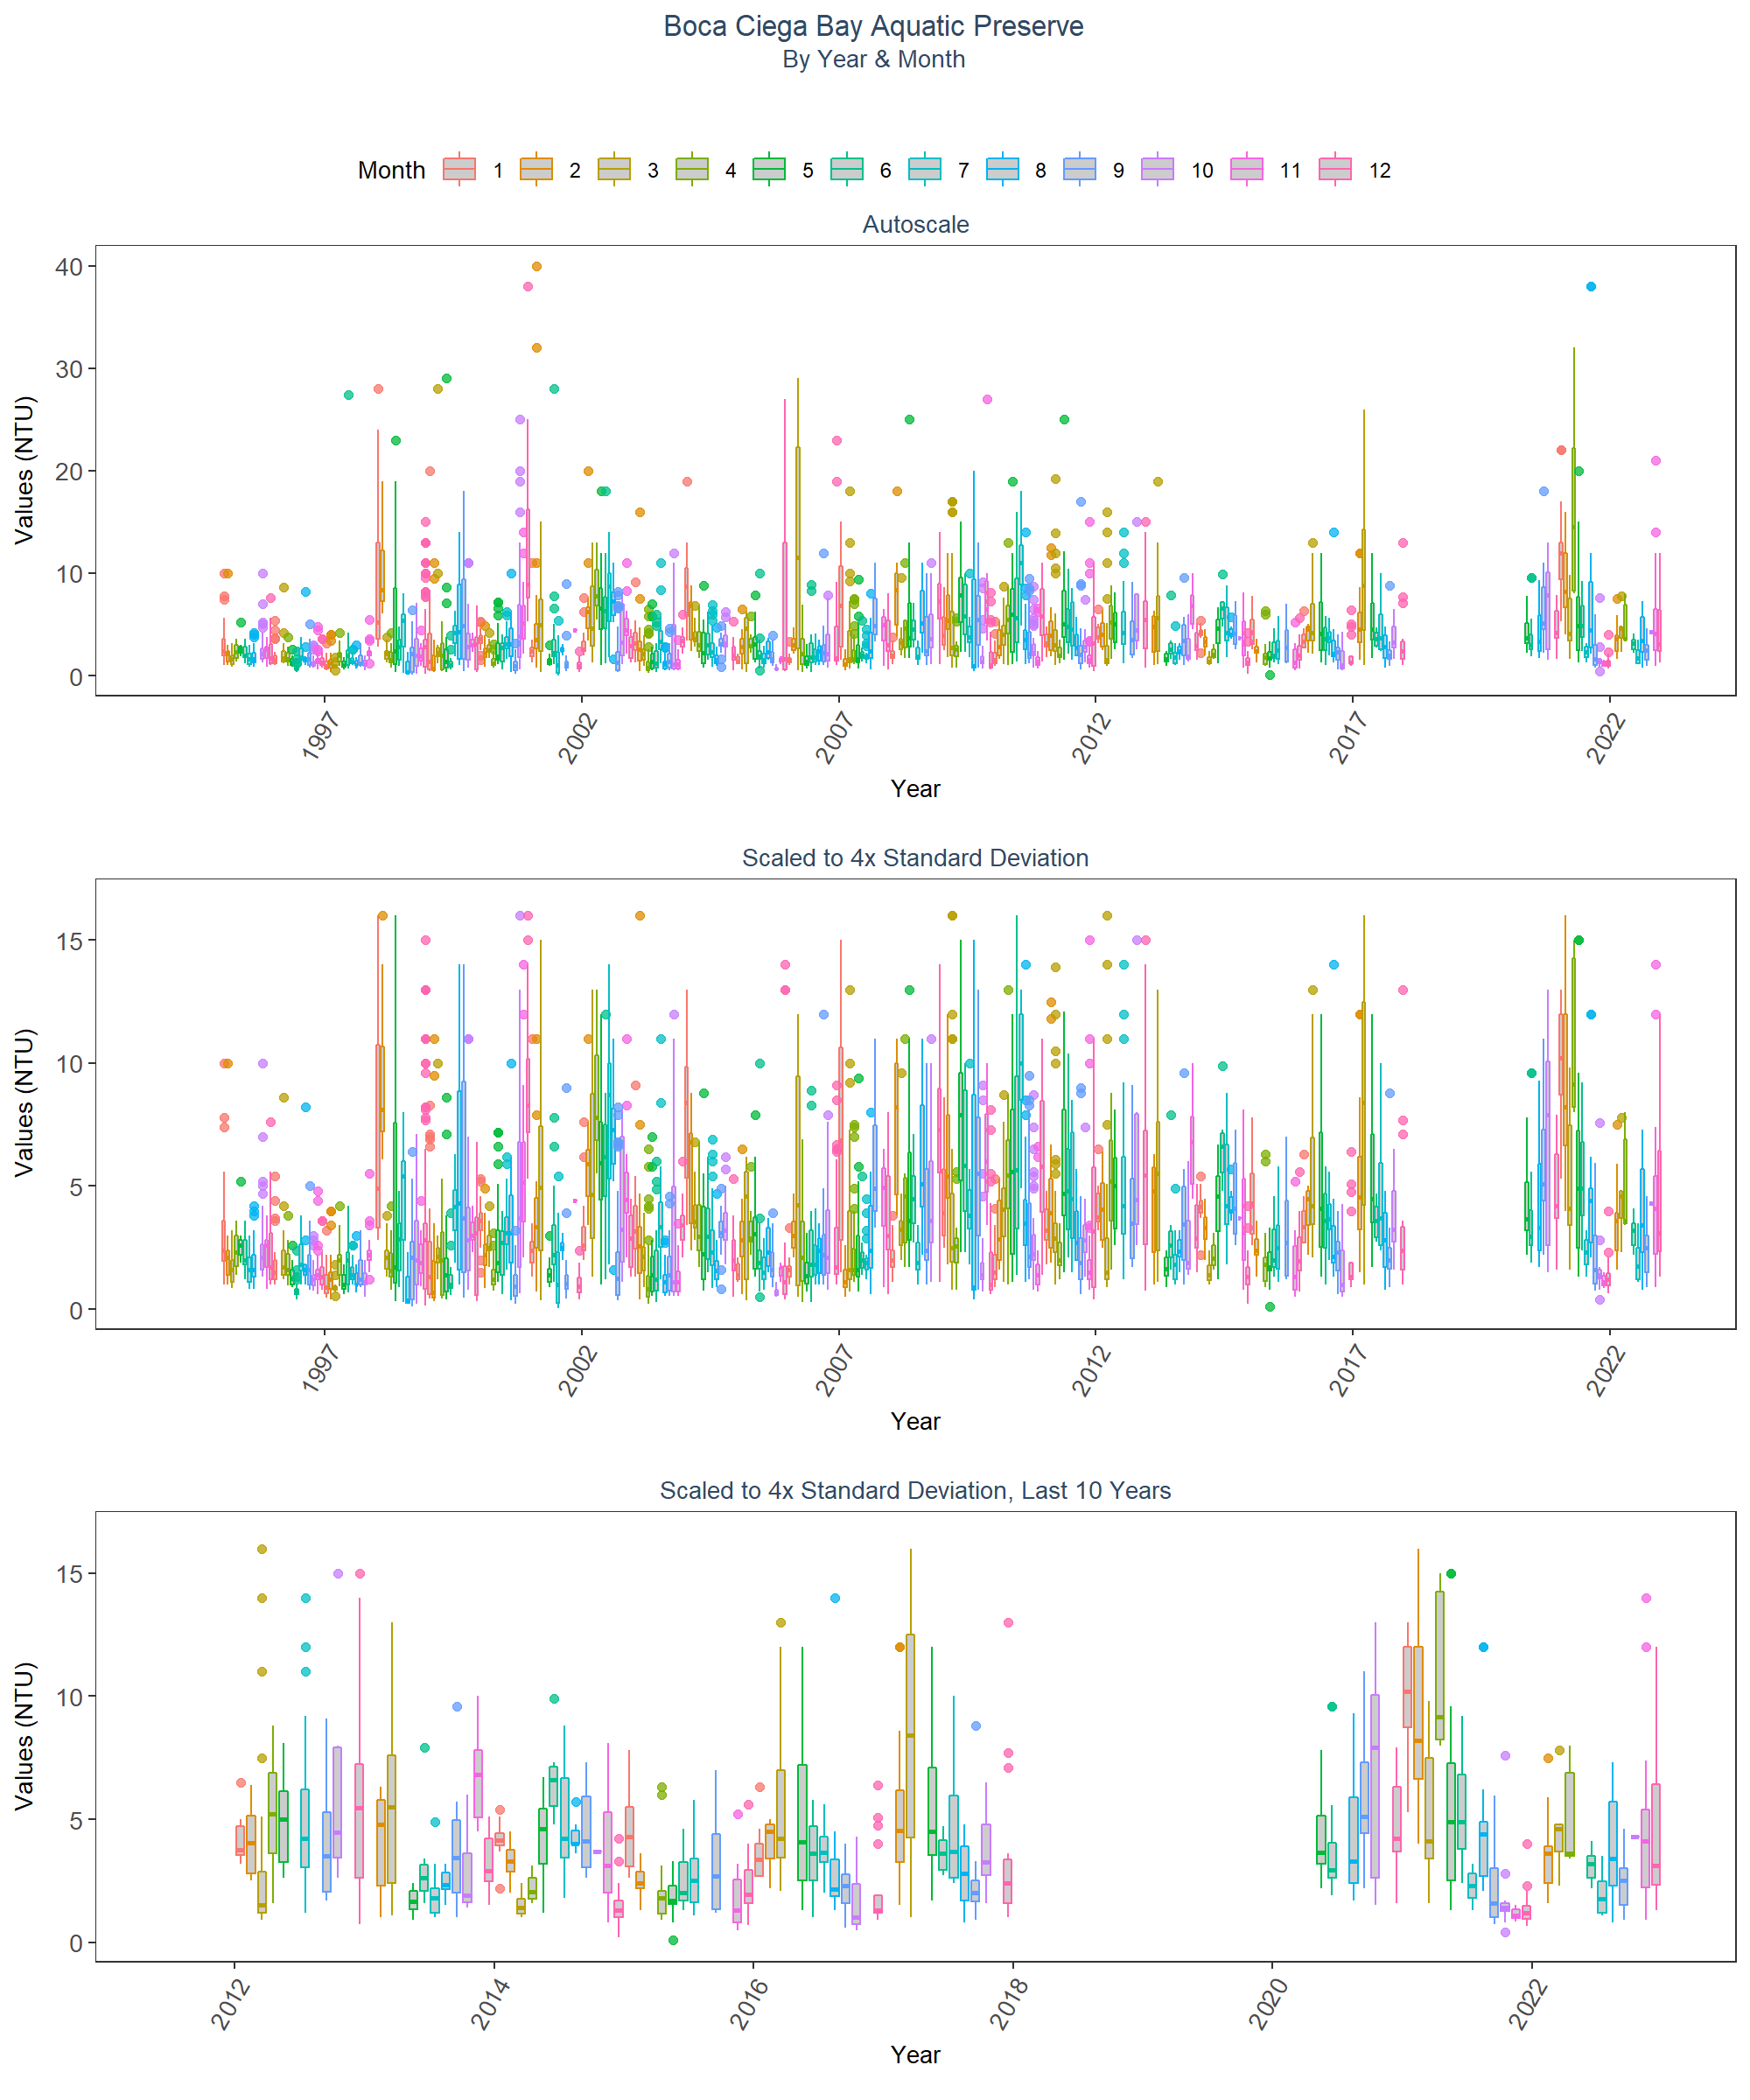 Boca Ciega Bay Aquatic Preserve
By Year & Month
Month 1 2 3 4 5 6 7 8 9 10 11 12
Autoscale
40
30
20
10
0
Values (NTU)
1997 2002 2007 2012 2017 2022
Year
Scaled to 4x Standard Deviation
15
10
5
0
Values (NTU)
1997 2002 2007 2012 2017 2022
Year
Scaled to 4x Standard Deviation, Last 10 Years
15
10
5
0
Values (NTU)
2012 2014 2016 2018 2020 2022
Year